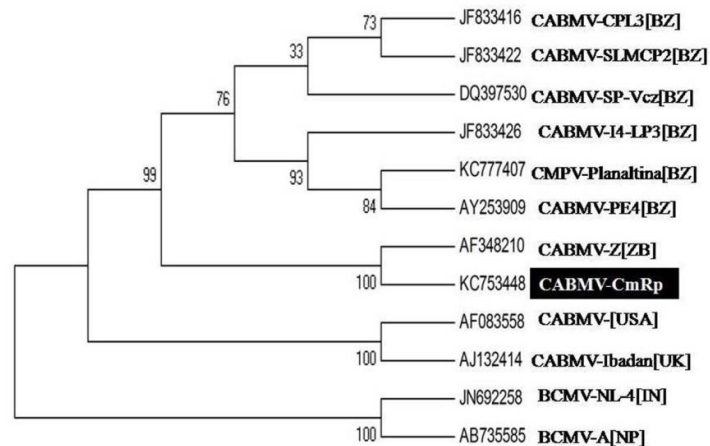 73 JF833416 CABMV-CPL3[BZ]
33 JF833422 CABMV-SLMCP2[BZ]
76 DQ397530 CABMV-SP-Vcz[BZ]
JF833426 CABMV-I4-LP3[BZ]
99 93 KC777407 CMPV-Planaltina[BZ]
84 AY253909 CABMV-PE4[BZ]
AF348210 CABMV-Z[ZB]
100 KC753448 CABMV-CmRp
AF083558 CABMV-[USA]
100 AJ132414 CABMV-Ibadan[UK]
JN692258 BCMV-NL-4[IN]
100 AB735585 BCMV-A[NP]